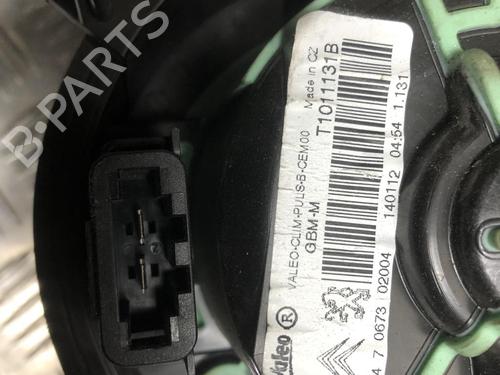 B-PARTS
Made in CZ
T1011131B
VALEO-CLIM-PULS-B-CEM00
GBM-M
140112 04:54 1.131
Valeo®
4 7 0673 02004